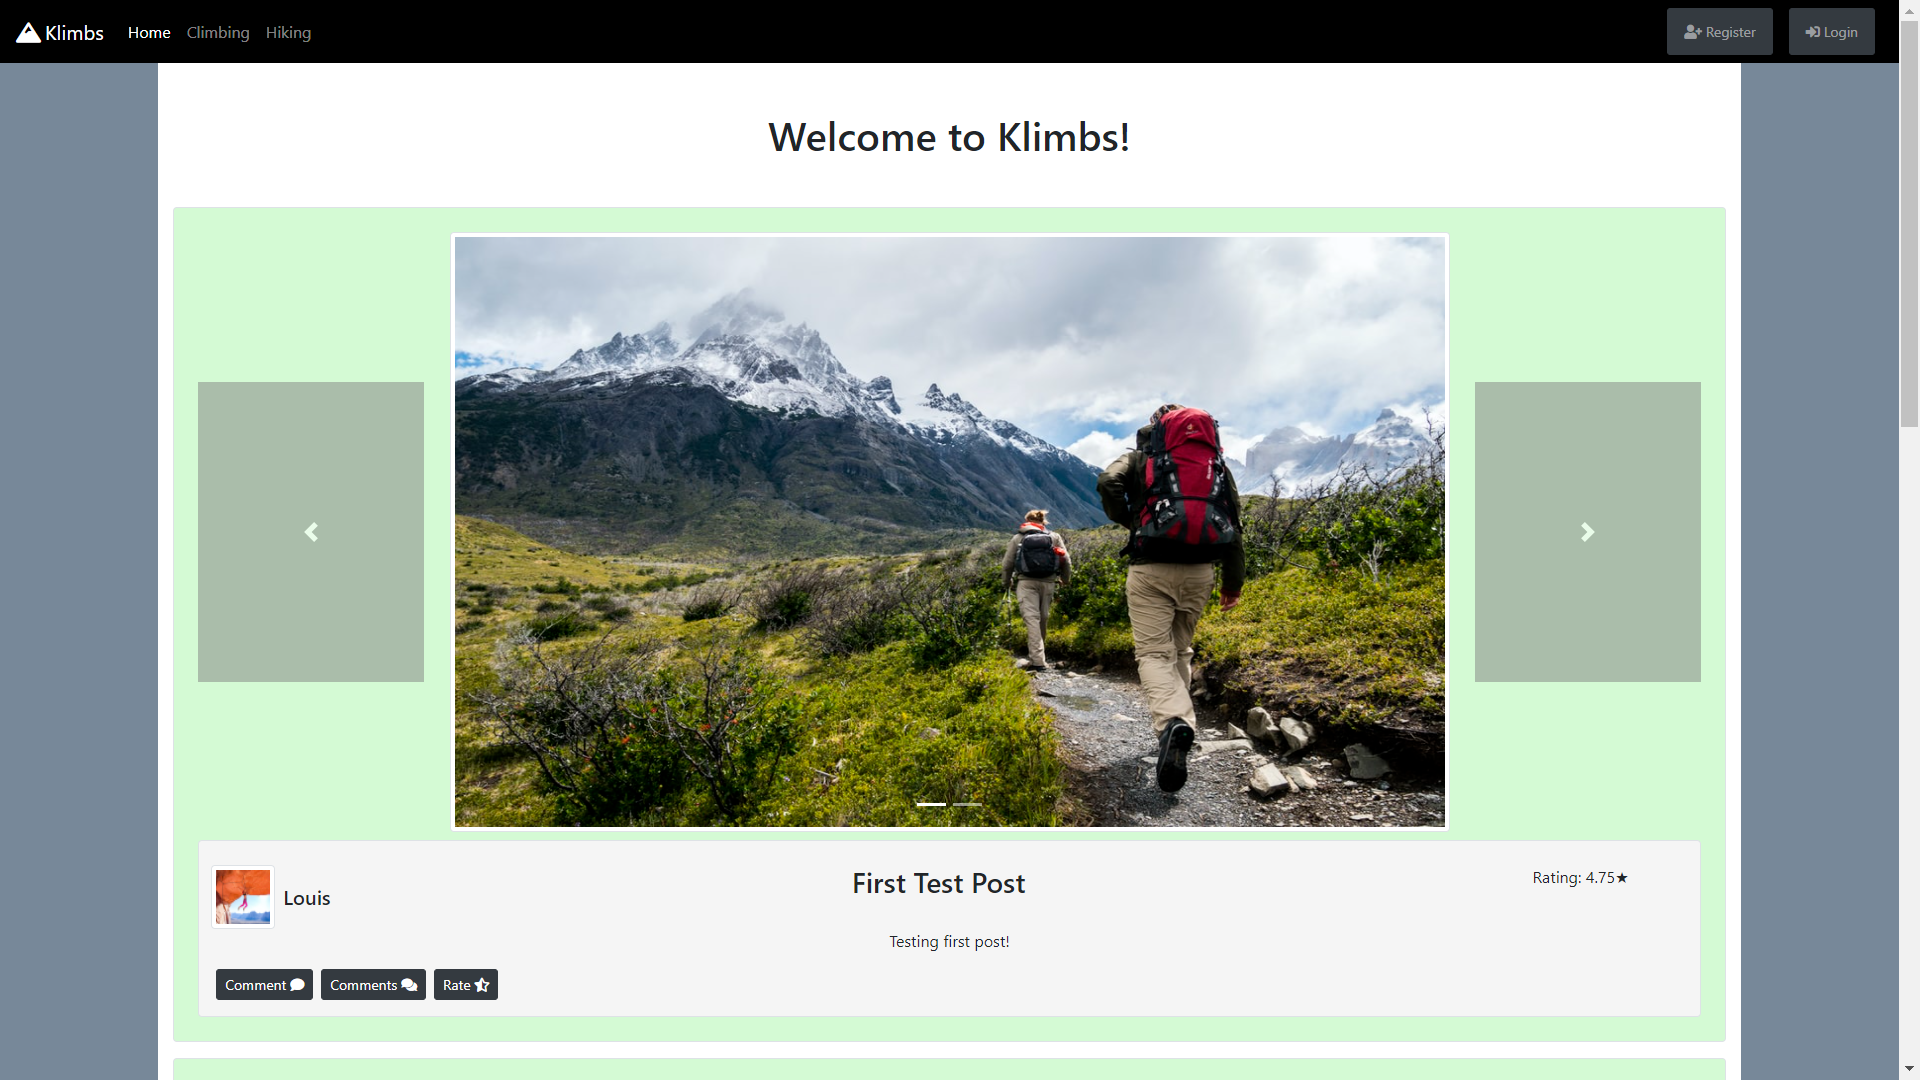 Klimbs
Home
Climbing
Hiking
Register
Login
Welcome to Klimbs!
Louis
First Test Post
Rating: 4.75★
Testing first post!
Comment
Comments
Rate